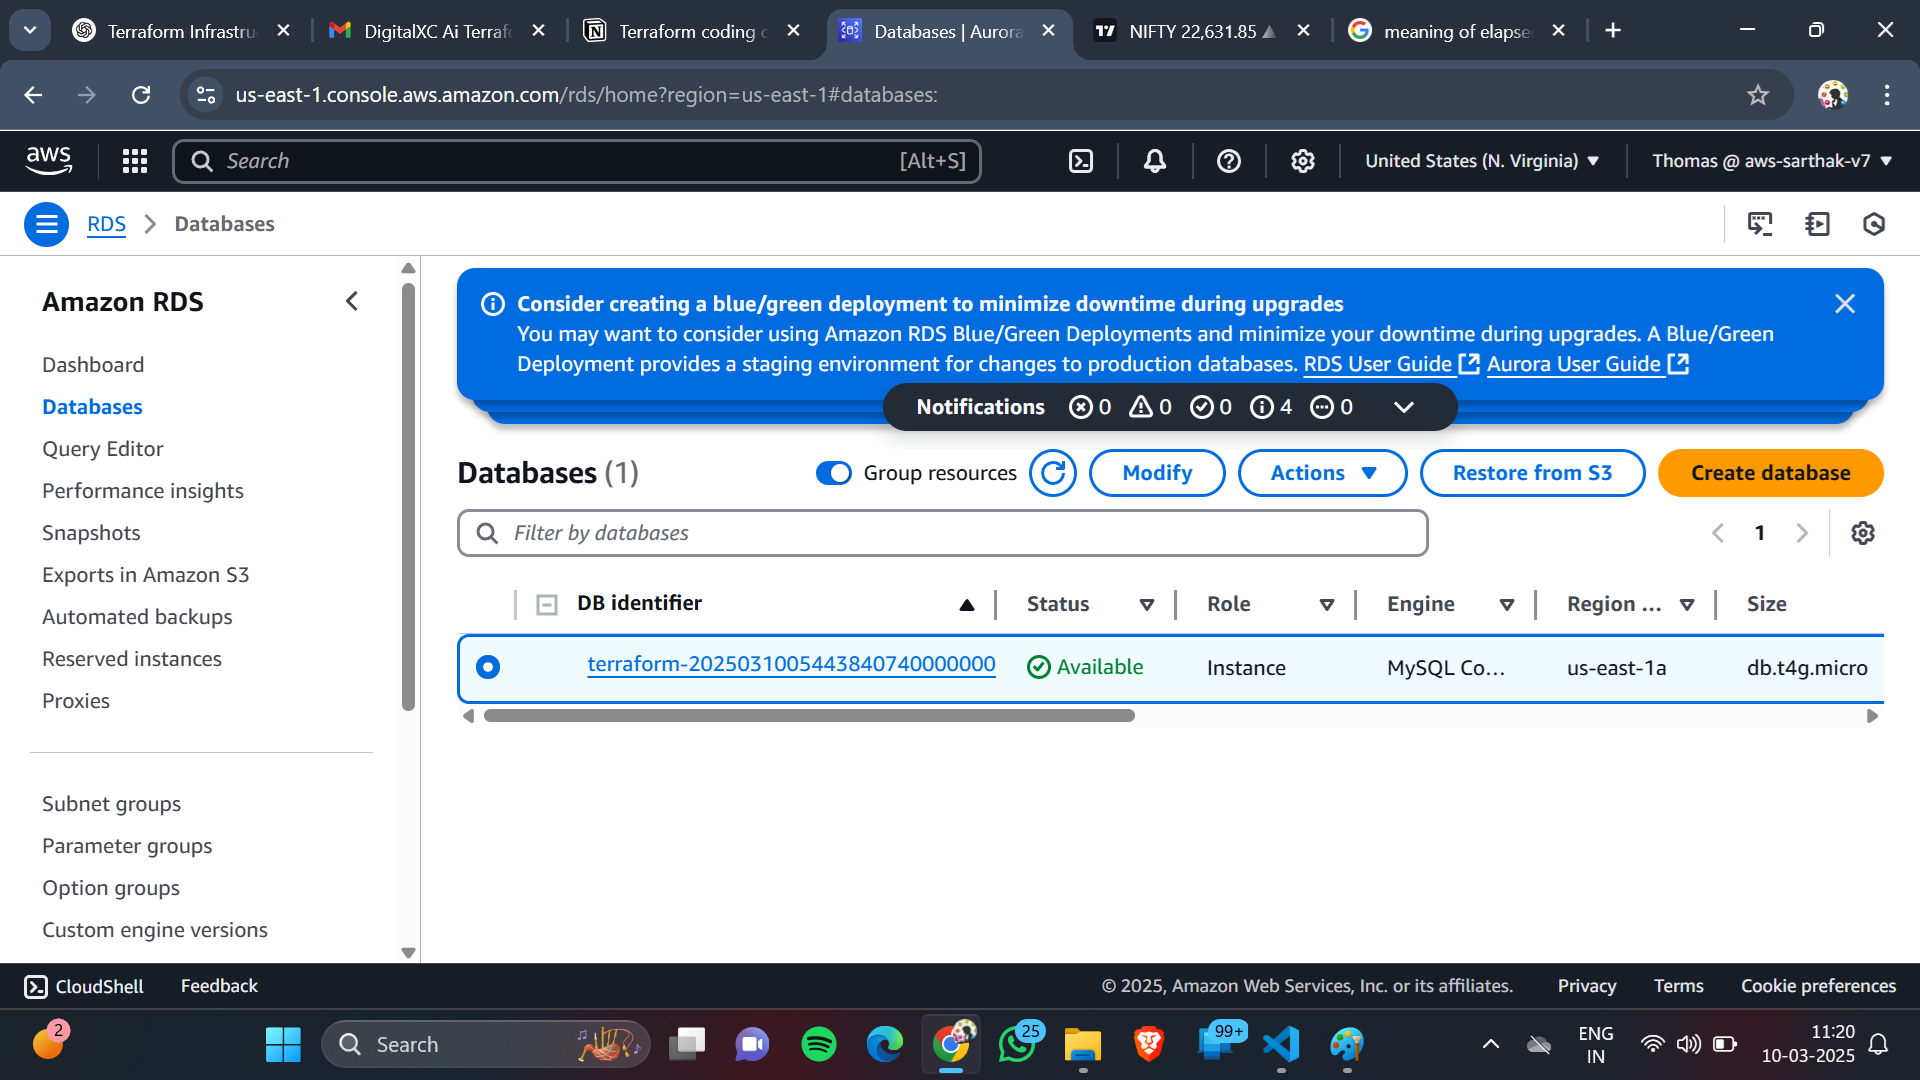 Terraform Infrastru
DigitalXC Ai Terrafo
Terraform coding c
Databases | Aurora
NIFTY 22,631.85
meaning of elapse
us-east-1.console.aws.amazon.com/rds/home?region=us-east-1#databases:
aws
Search
[Alt+S]
United States (N. Virginia)
Thomas @ aws-sarthak-v7
RDS
Databases
Amazon RDS
Dashboard
Databases
Query Editor
Performance insights
Snapshots
Exports in Amazon S3
Automated backups
Reserved instances
Proxies
Subnet groups
Parameter groups
Option groups
Custom engine versions
Consider creating a blue/green deployment to minimize downtime during upgrades
You may want to consider using Amazon RDS Blue/Green Deployments and minimize your downtime during upgrades. A Blue/Green
Deployment provides a staging environment for changes to production databases. RDS User Guide Aurora User Guide
Notifications 0 0 0 4 0
Databases (1)
Group resources
Modify
Actions
Restore from S3
Create database
Filter by databases
1
DB identifier Status Role Engine Region ... Size
terraform-20250310054438407400000000 Available Instance MySQL Co... us-east-1a db.t4g.micro
CloudShell
Feedback
© 2025, Amazon Web Services, Inc. or its affiliates.
Privacy
Terms
Cookie preferences
2
Search
25
99+
ENG
IN
11:20
10-03-2025